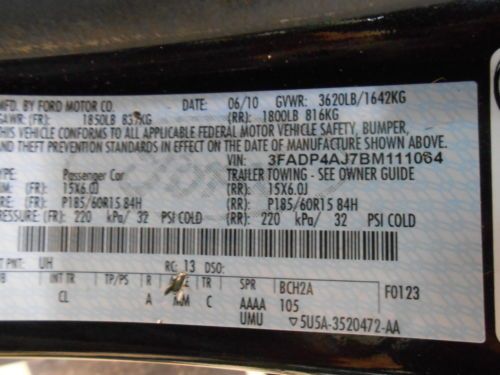 MFD. BY FORD MOTOR CO. DATE: 06/10 GVWR: 3620LB/1642KG
GAWR: (FR): 1850LB 837KG (RR): 1800LB 816KG
THIS VEHICLE CONFORMS TO ALL APPLICABLE FEDERAL MOTOR VEHICLE SAFETY, BUMPER,
AND THEFT PREVENTION STANDARDS IN EFFECT ON THE DATE OF MANUFACTURE SHOWN ABOVE.
VIN: 3FADP4AJ7BM111064
TYPE: Passenger Car TRAILER TOWING - SEE OWNER GUIDE
(FR): 15X6.0J (RR): 15X6.0J
RE: (FR): P185/60R15 84H (RR): P185/60R15 84H
ESSURE: (FR): 220 kPa/ 32 PSI COLD (RR): 220 kPa/ 32 PSI COLD
T PNT: UH RC: 13 DSO:
B INT TR TP/PS R E TR SPR BCH2A F0123
CL A MM C AAAA 105
UMU ▽5U5A-3520472-AA